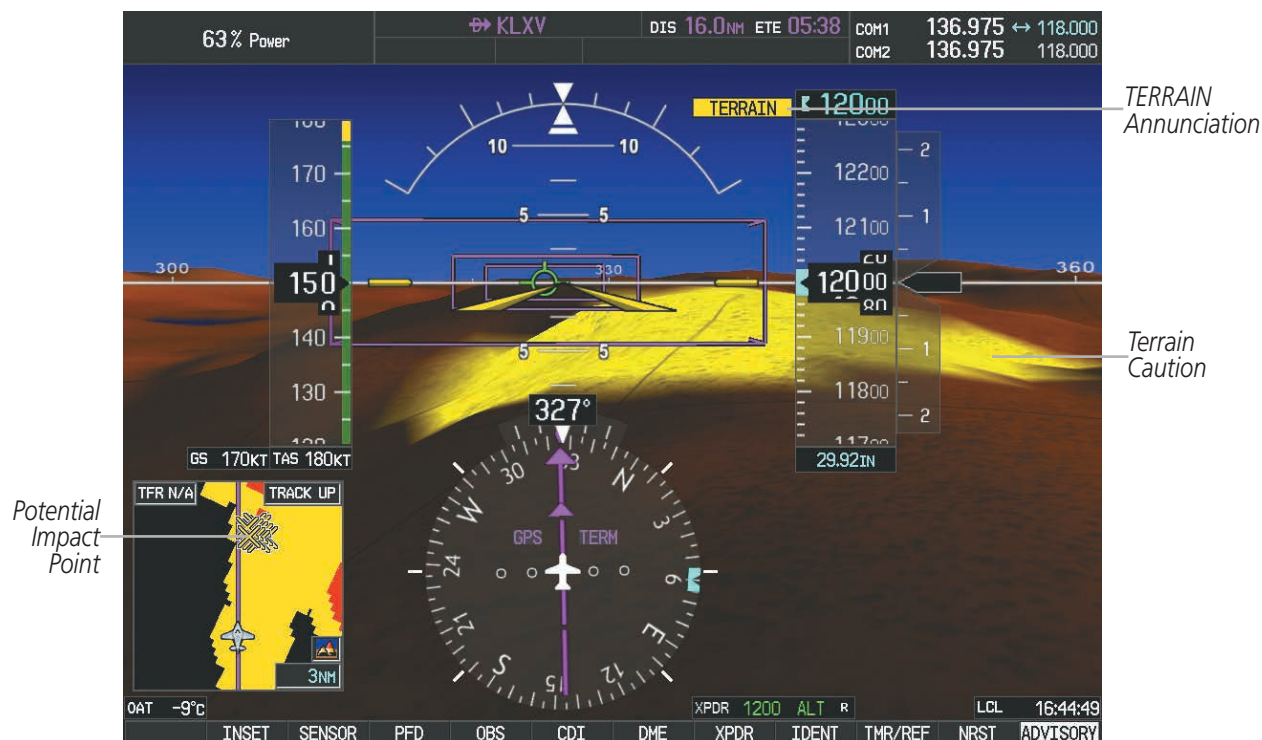 63% Power
D KLXV
DIS 16.0NM ETE 05:38
COM1 136.975 ↔ 118.000
COM2 136.975 118.000
TERRAIN
12000
TERRAIN
Annunciation
10 10
170
160
150
140
130
5 5
5 5
300
330
360
2
1
1
2
12200
12100
12000
11900
11800
29.92IN
Terrain
Caution
327°
GS 170KT TAS 180KT
TFR N/A
TRACK UP
Potential
Impact
Point
3NM
N
3
6
E
12
15
S
21
24
W
30
33
GPS TERM
OAT -9°C
XPDR 1200 ALT R
LCL 16:44:49
INSET SENSOR PFD OBS CDI DME XPDR IDENT TMR/REF NRST ADVISORY